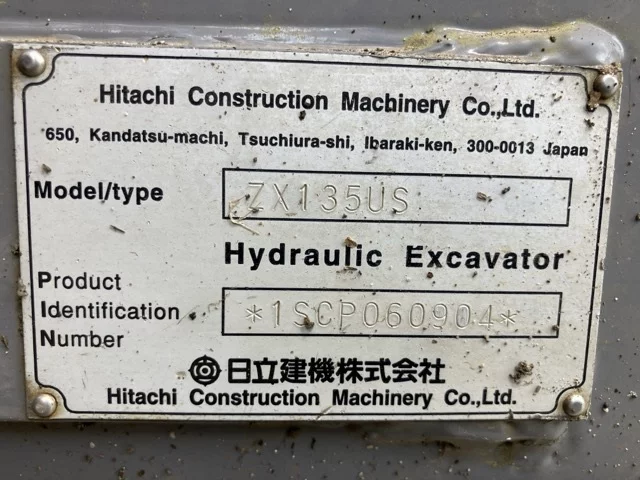 Hitachi Construction Machinery Co.,Ltd.
650, Kandatsu-machi, Tsuchiura-shi, Ibaraki-ken, 300-0013 Japan
Model/type ZX135US
Hydraulic Excavator
Product
Identification *1SCP060904*
Number
日立建機株式会社
Hitachi Construction Machinery Co.,Ltd.